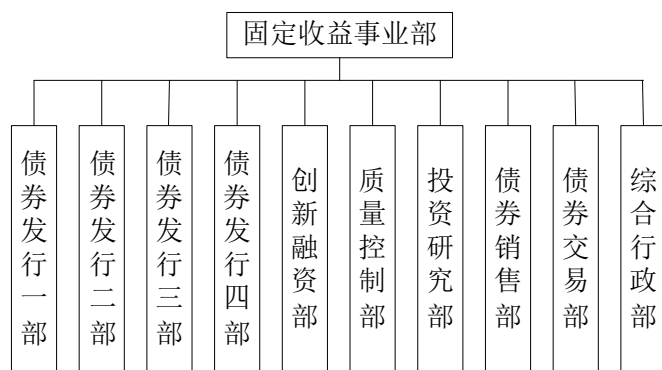 固定收益事业部
债券发行一部
债券发行二部
债券发行三部
债券发行四部
创新融资部
质量控制部
投资研究部
债券销售部
债券交易部
综合行政部